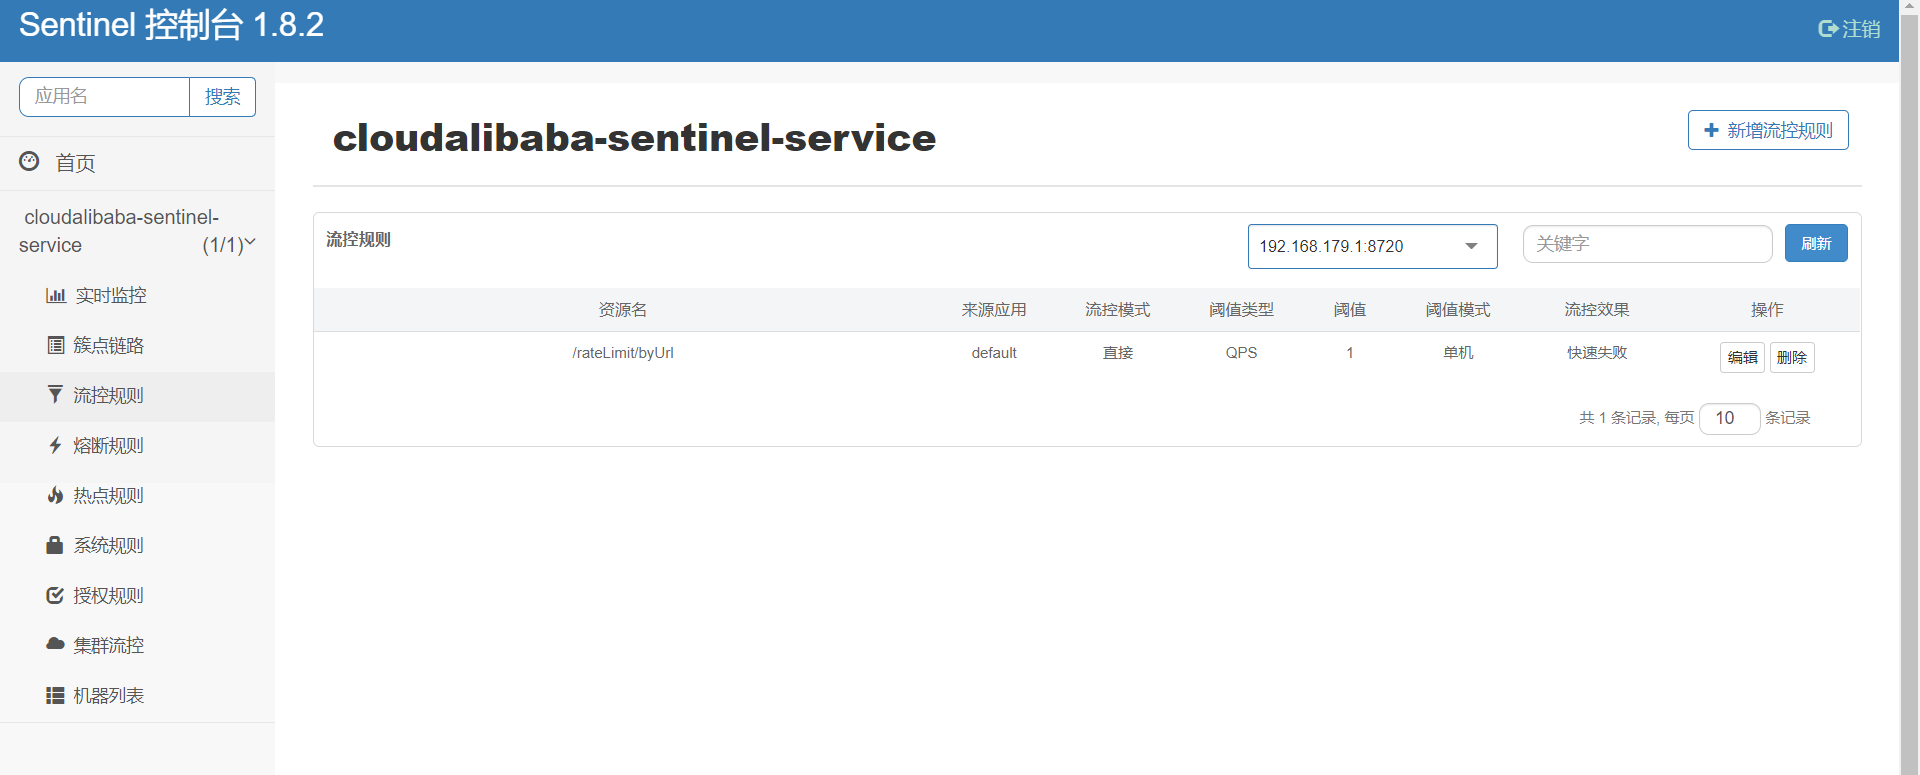 Sentinel 控制台 1.8.2
注销
应用名 搜索
首页
cloudalibaba-sentinel-
service (1/1)
实时监控
簇点链路
流控规则
熔断规则
热点规则
系统规则
授权规则
集群流控
机器列表
cloudalibaba-sentinel-service
新增流控规则
流控规则 192.168.179.1:8720 关键字 刷新
资源名 来源应用 流控模式 阈值类型 阈值 阈值模式 流控效果 操作
/rateLimit/byUrl default 直接 QPS 1 单机 快速失败 编辑 删除
共 1 条记录, 每页 10 条记录